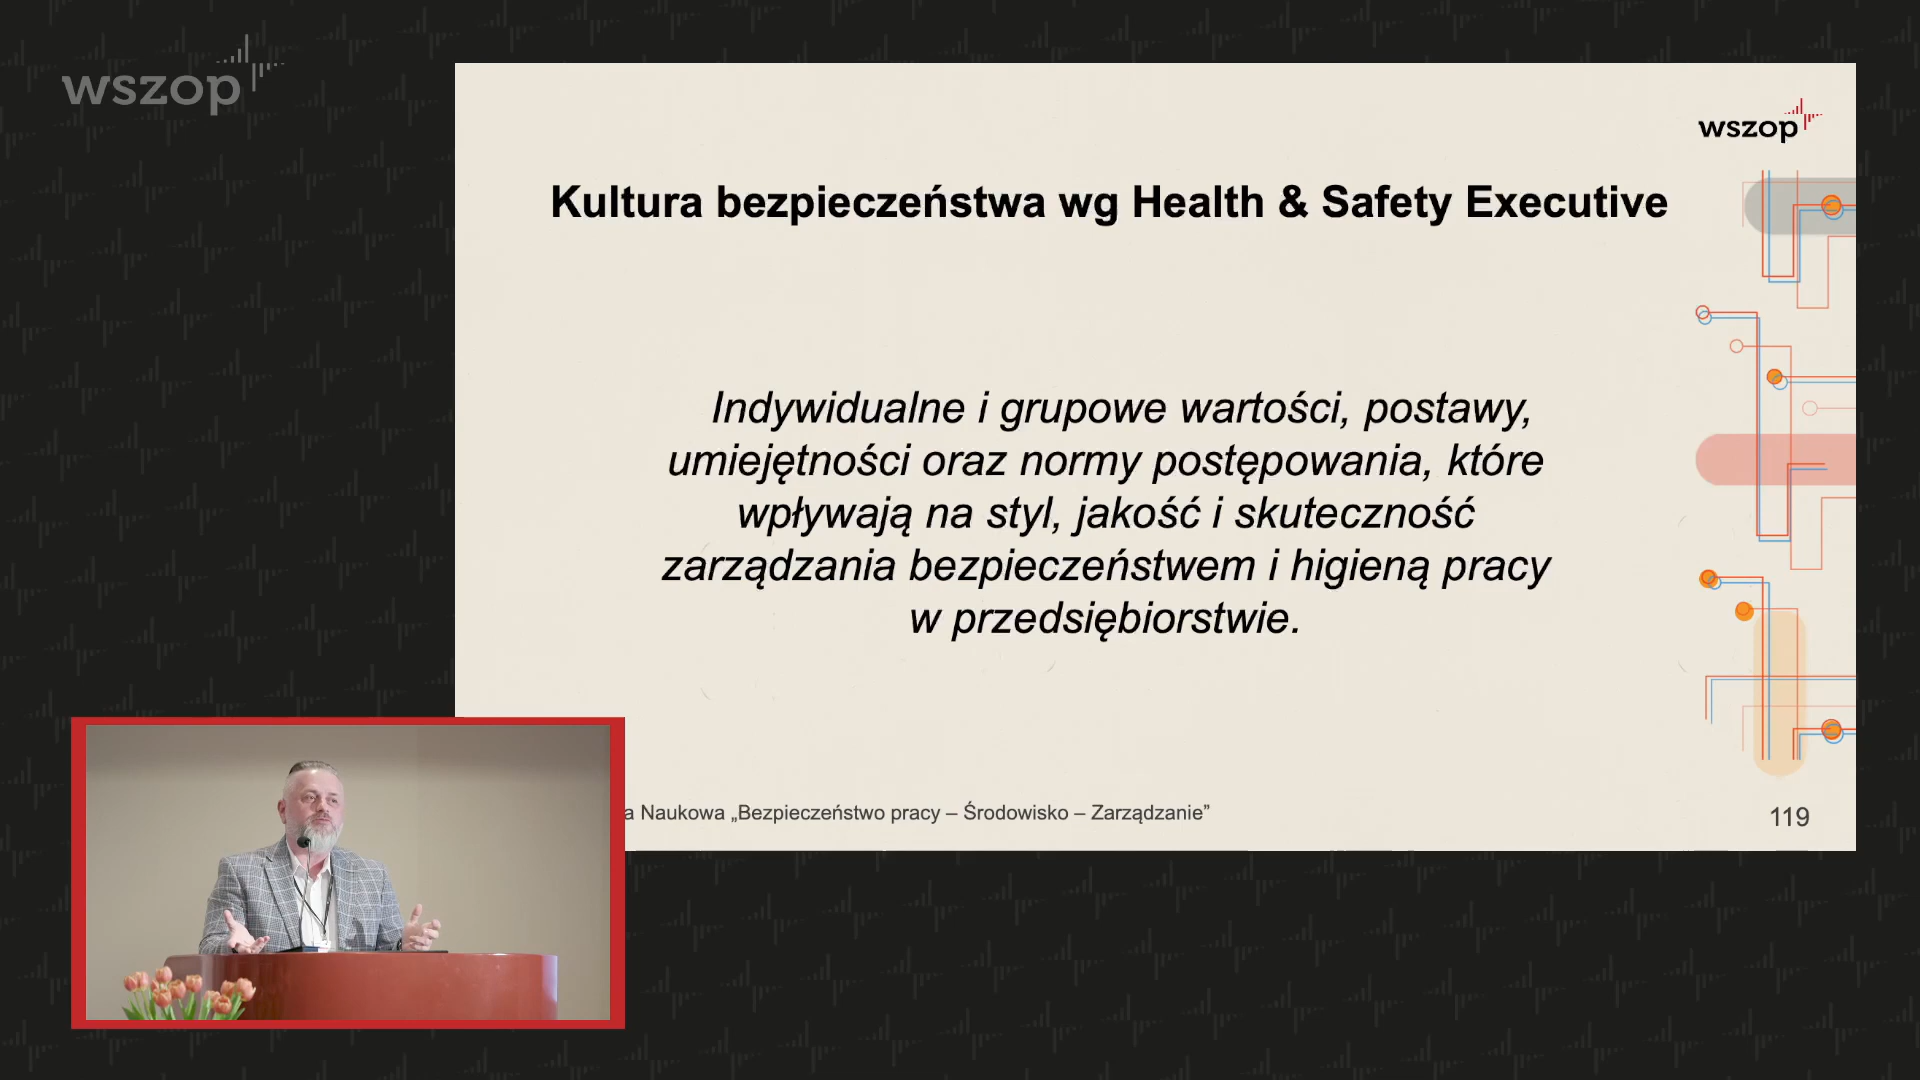 wszop
wszop
Kultura bezpieczeństwa wg Health & Safety Executive
Indywidualne i grupowe wartości, postawy,
umiejętności oraz normy postępowania, które
wpływają na styl, jakość i skuteczność
zarządzania bezpieczeństwem i higieną pracy
w przedsiębiorstwie.
a Naukowa „Bezpieczeństwo pracy – Środowisko – Zarządzanie”
119